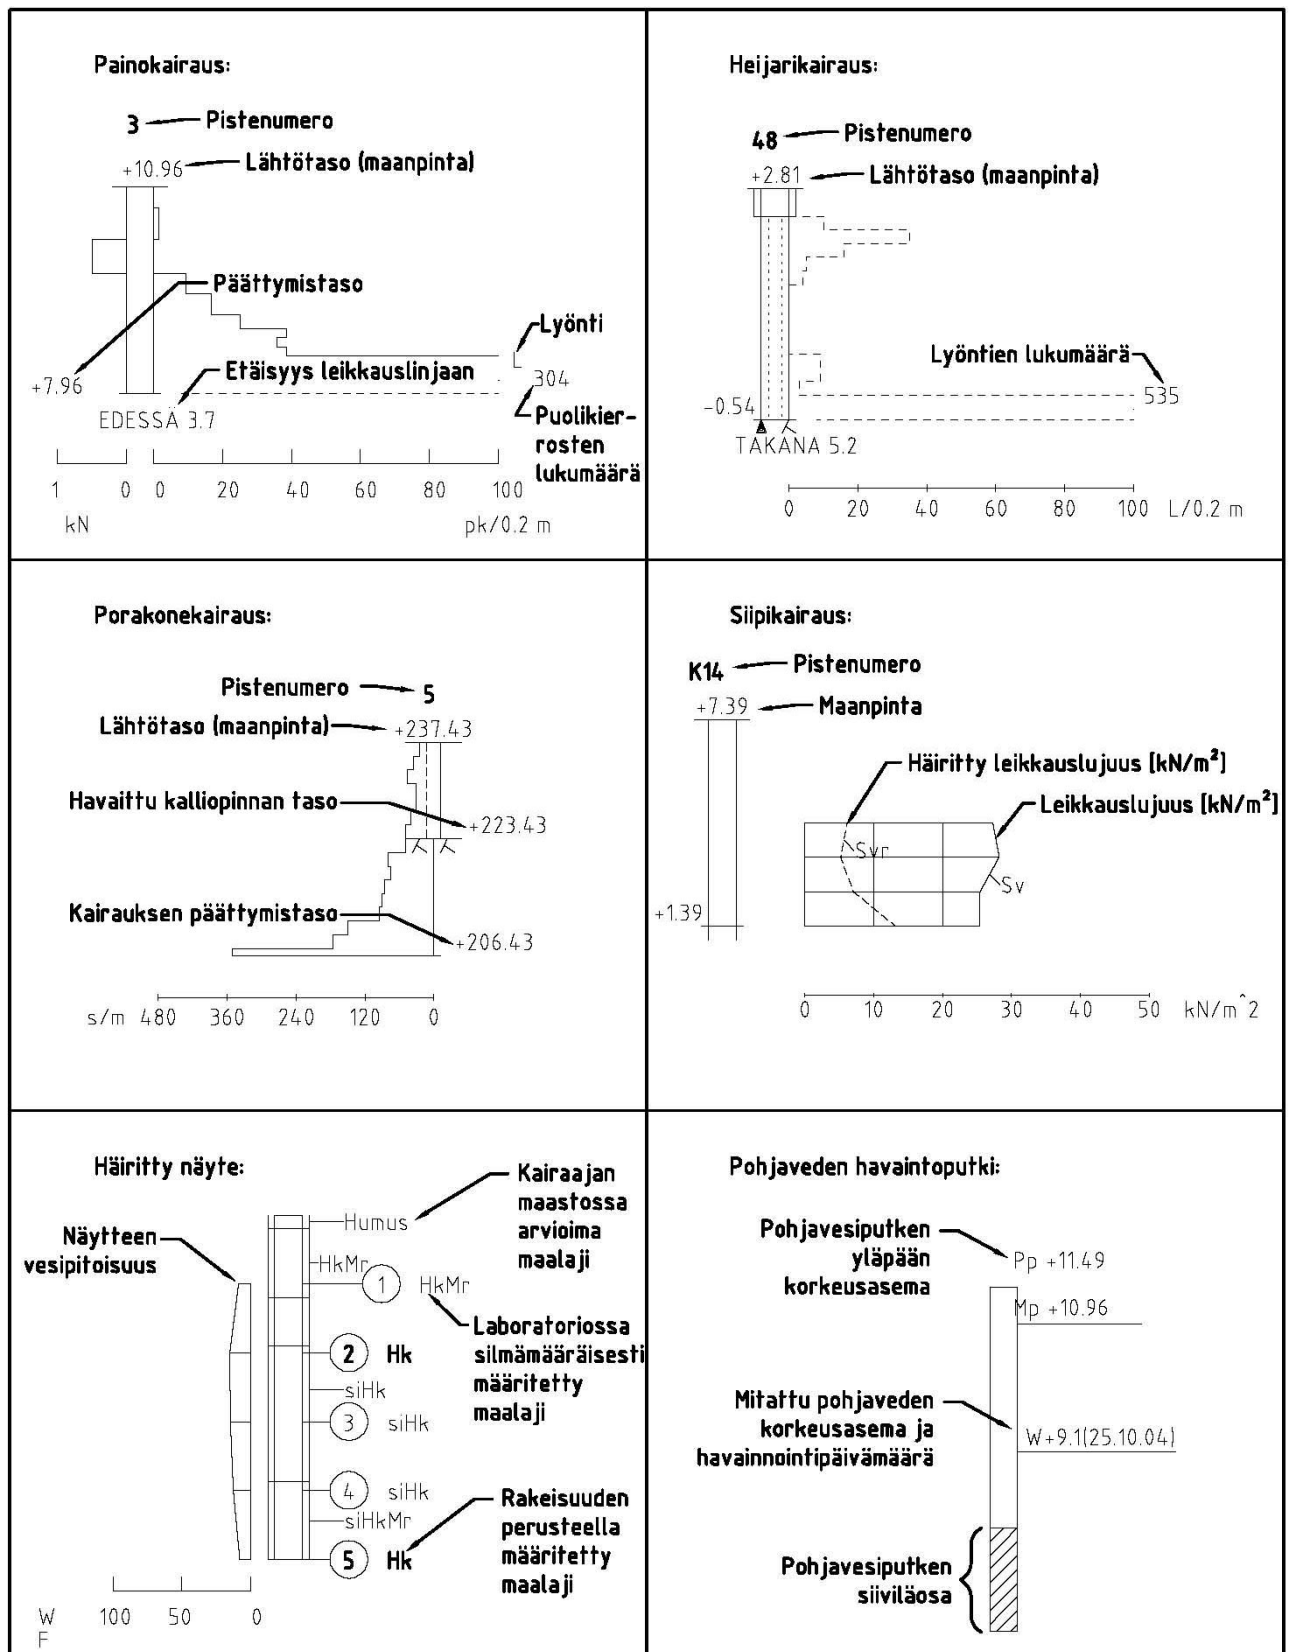 Painokairaus:
3
Pistenumero
+10.96
Lähtötaso (maanpinta)
Päättymistaso
Lyönti
L
+7.96
Etäisyys leikkauslinjaan
304
EDESSÄ 3.7
Puolikier-
rosten
lukumäärä
1 0 0 20 40 60 80 100
kN
pk/0.2 m
Heijarikairaus:
48
Pistenumero
+2.81
Lähtötaso (maanpinta)
Lyöntien lukumäärä
535
-0.54
TAKANA 5.2
0 20 40 60 80 100 L/0.2 m
Porakonekairaus:
Pistenumero
5
Lähtötaso (maanpinta)
+237.43
Havaittu kalliopinnan taso
+223.43
Kairauksen päättymistaso
+206.43
s/m 480 360 240 120 0
Siipikairaus:
K14
Pistenumero
+7.39
Maanpinta
Häiritty leikkauslujuus [kN/m²]
Leikkauslujuus [kN/m²]
Svr
Sv
+1.39
0 10 20 30 40 50 kN/m^2
Häiritty näyte:
Kairaajan
maastossa
arvioima
maalaji
Humus
Näytteen
vesipitoisuus
HkMr
1 HkMr
Laboratoriossa
silmämääräisesti
määritetty
maalaji
2 Hk
siHk
3 siHk
4 siHk
siHkMr
5 Hk
Rakeisuuden
perusteella
määritetty
maalaji
W 100 50 0
F
Pohjaveden havaintoputki:
Pohjavesiputken
yläpään
korkeusasema
Pp +11.49
Mp +10.96
Mitattu pohjaveden
korkeusasema ja
havainnointipäivämäärä
W+9.1(25.10.04)
Pohjavesiputken
siiviläosa